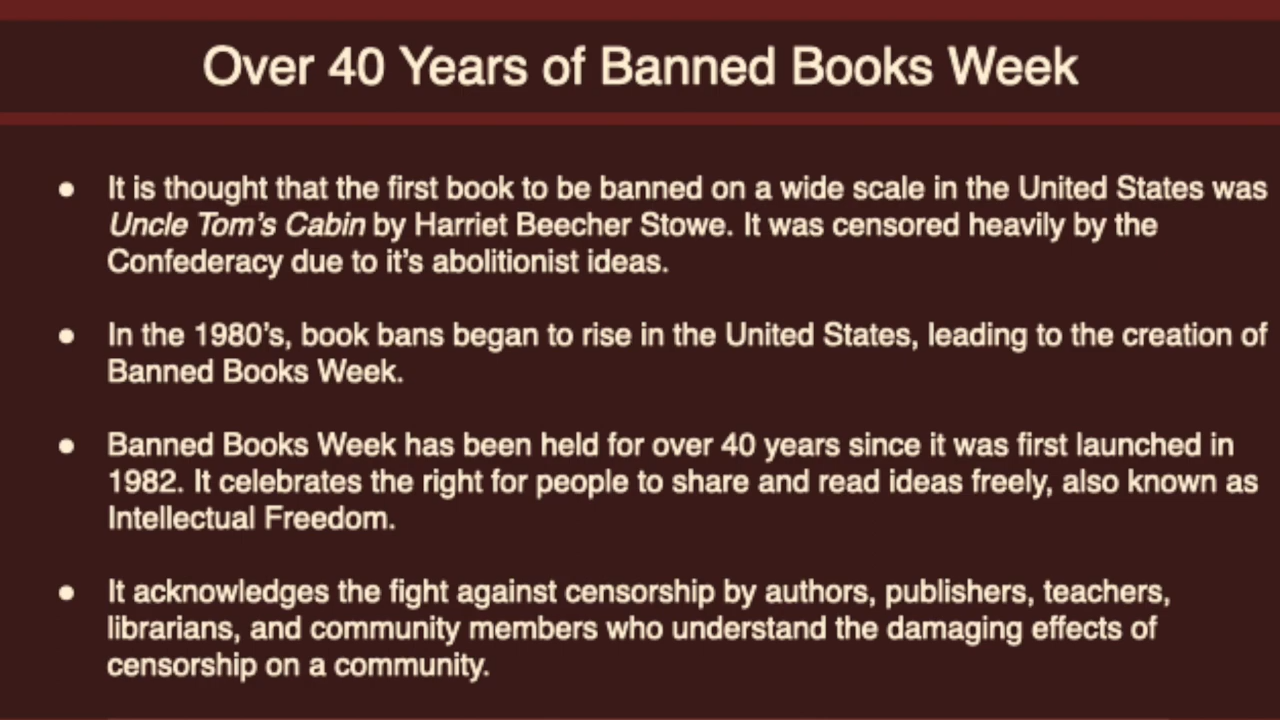 Over 40 Years of Banned Books Week
● It is thought that the first book to be banned on a wide scale in the United States was
Uncle Tom's Cabin by Harriet Beecher Stowe. It was censored heavily by the
Confederacy due to it's abolitionist ideas.
● In the 1980's, book bans began to rise in the United States, leading to the creation of
Banned Books Week.
● Banned Books Week has been held for over 40 years since it was first launched in
1982. It celebrates the right for people to share and read ideas freely, also known as
Intellectual Freedom.
● It acknowledges the fight against censorship by authors, publishers, teachers,
librarians, and community members who understand the damaging effects of
censorship on a community.